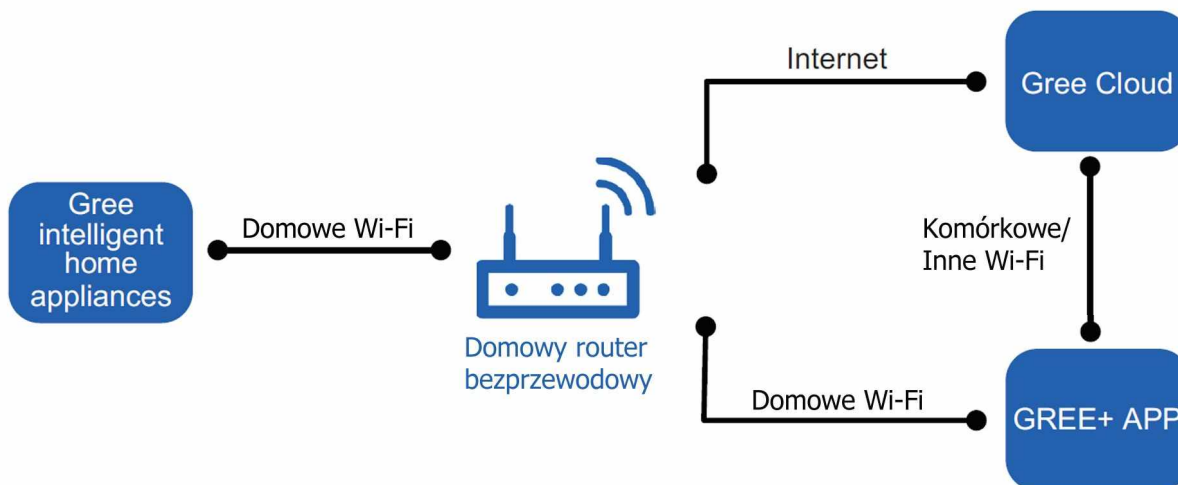 Gree
intelligent
home
appliances
Domowe Wi-Fi
Domowy router
bezprzewodowy
Internet
Gree Cloud
Komórkowe/
Inne Wi-Fi
Domowe Wi-Fi
GREE+ APP